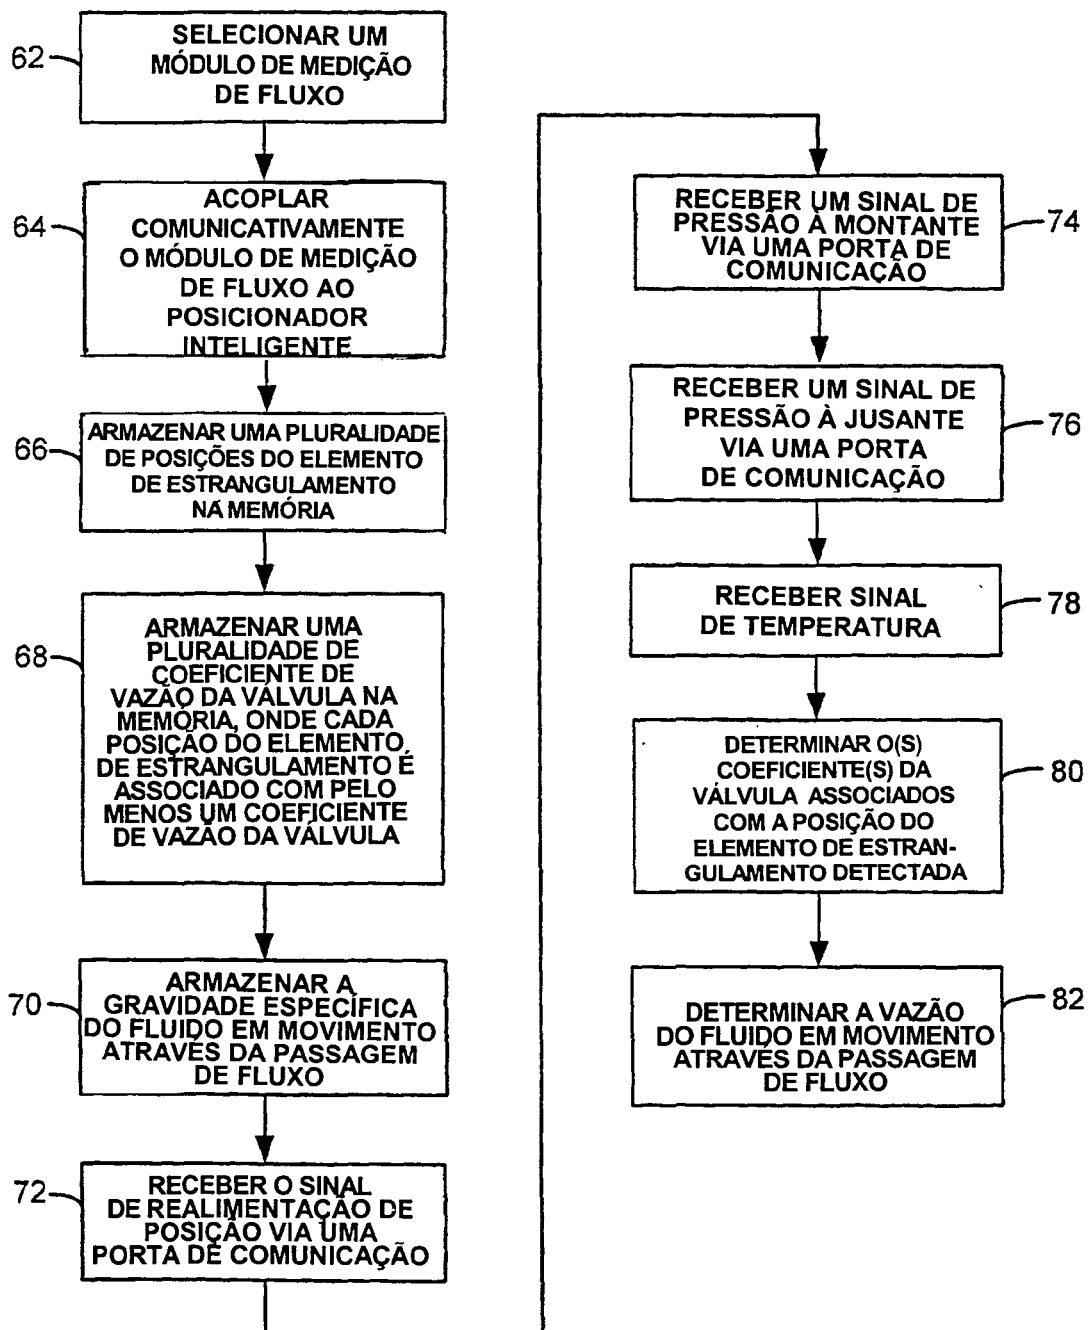 62
SELECIONAR UM
MÓDULO DE MEDIÇÃO
DE FLUXO
64
ACOPLAR
COMUNICATIVAMENTE
O MÓDULO DE MEDIÇÃO
DE FLUXO AO
POSICIONADOR
INTELIGENTE
66
ARMAZENAR UMA PLURALIDADE
DE POSIÇÕES DO ELEMENTO
DE ESTRANGULAMENTO
NA MEMÓRIA
68
ARMAZENAR UMA
PLURALIDADE DE
COEFICIENTE DE
VAZÃO DA VÁLVULA NA
MEMÓRIA, ONDE CADA
POSIÇÃO DO ELEMENTO
DE ESTRANGULAMENTO É
ASSOCIADO COM PELO
MENOS UM COEFICIENTE
DE VAZÃO DA VÁLVULA
70
ARMAZENAR A
GRAVIDADE ESPECÍFICA
DO FLUIDO EM MOVIMENTO
ATRAVÉS DA PASSAGEM
DE FLUXO
72
RECEBER O SINAL
DE REALIMENTAÇÃO DE
POSIÇÃO VIA UMA
PORTA DE COMUNICAÇÃO
74
RECEBER UM SINAL DE
PRESSÃO À MONTANTE
VIA UMA PORTA DE
COMUNICAÇÃO
76
RECEBER UM SINAL DE
PRESSÃO À JUSANTE
VIA UMA PORTA
DE COMUNICAÇÃO
78
RECEBER SINAL
DE TEMPERATURA
80
DETERMINAR O(S)
COEFICIENTE(S) DA
VÁLVULA ASSOCIADOS
COM A POSIÇÃO DO
ELEMENTO DE ESTRAN-
GULAMENTO DETECTADA
82
DETERMINAR A VAZÃO
DO FLUIDO EM MOVIMENTO
ATRAVÉS DA PASSAGEM
DE FLUXO